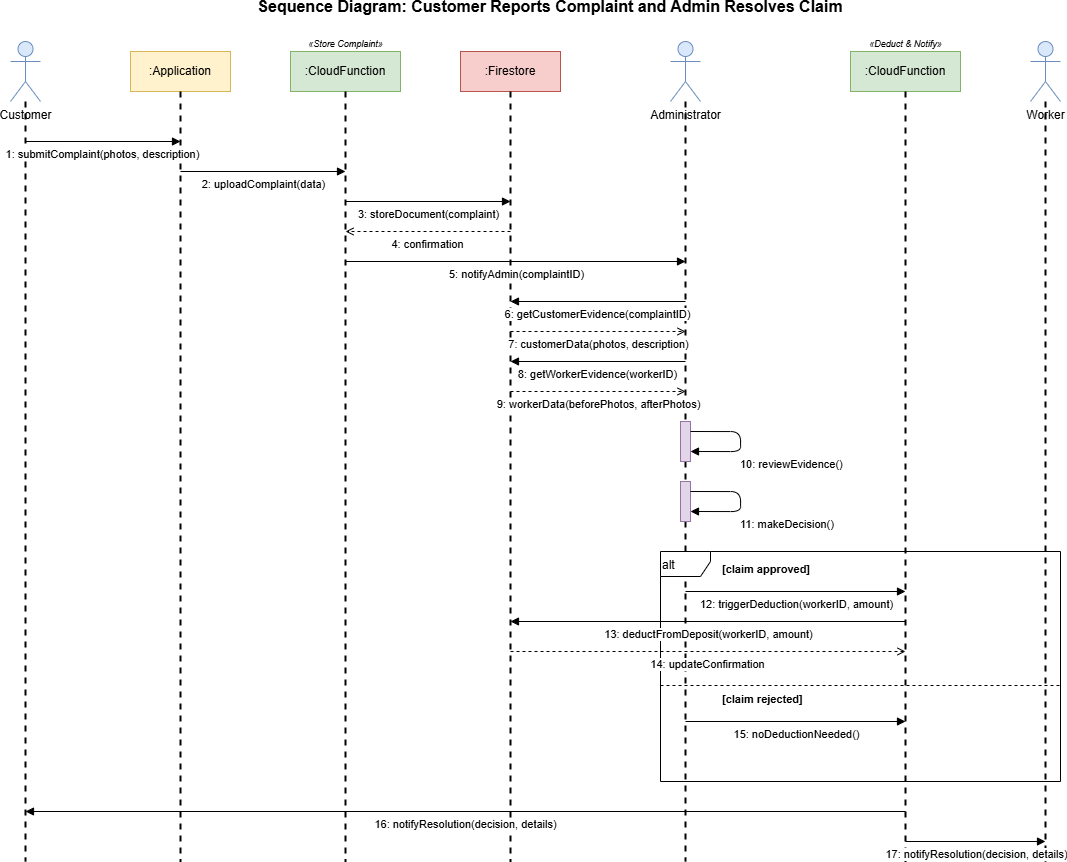 Sequence Diagram: Customer Reports Complaint and Admin Resolves Claim
«Store Complaint»
«Deduct & Notify»
:Application
:CloudFunction
:Firestore
:CloudFunction
Customer
Administrator
Worker
1: submitComplaint(photos, description)
2: uploadComplaint(data)
3: storeDocument(complaint)
4: confirmation
5: notifyAdmin(complaintID)
6: getCustomerEvidence(complaintID)
7: customerData(photos, description)
8: getWorkerEvidence(workerID)
9: workerData(beforePhotos, afterPhotos)
10: reviewEvidence()
11: makeDecision()
alt
[claim approved]
12: triggerDeduction(workerID, amount)
13: deductFromDeposit(workerID, amount)
14: updateConfirmation
[claim rejected]
15: noDeductionNeeded()
16: notifyResolution(decision, details)
17: notifyResolution(decision, details)